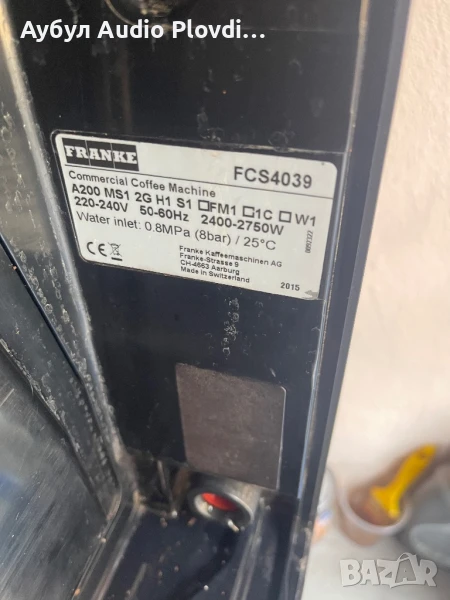 Аубул Audio Plovdi...
FRANKE
FCS4039
Commercial Coffee Machine
A200 MS1 2G H1 S1 ☐FM1 ☐1C ☐W1
220-240V 50-60Hz 2400-2750W
Water inlet: 0.8MPa (8bar) / 25°C
CE
Franke Kaffeemaschinen AG
Franke-Strasse 9
CH-4663 Aarburg
Made in Switzerland
2015
BAZAR